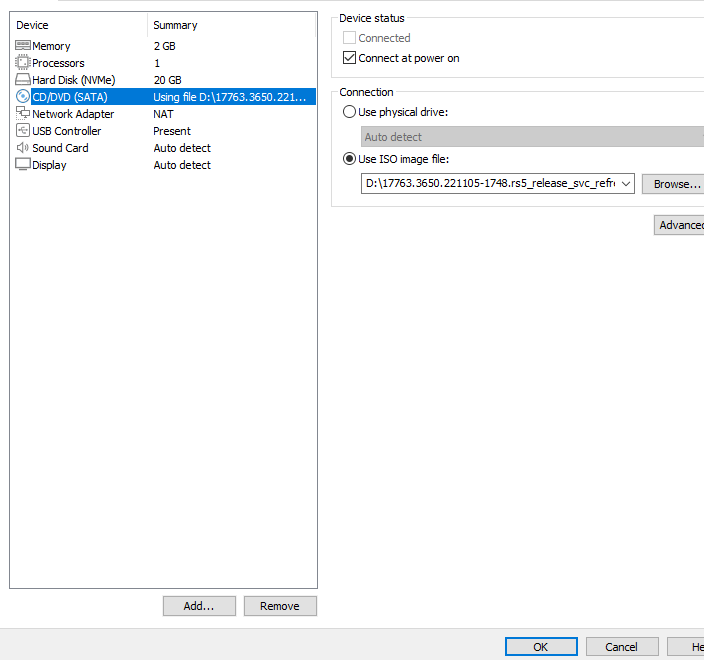 Device Summary
Memory 2 GB
Processors 1
Hard Disk (NVMe) 20 GB
CD/DVD (SATA) Using file D:\17763.3650.221...
Network Adapter NAT
USB Controller Present
Sound Card Auto detect
Display Auto detect
Add... Remove
Device status
Connected
Connect at power on
Connection
Use physical drive:
Auto detect
Use ISO image file:
D:\17763.3650.221105-1748.rs5_release_svc_refr
Browse...
Advanced
OK Cancel He